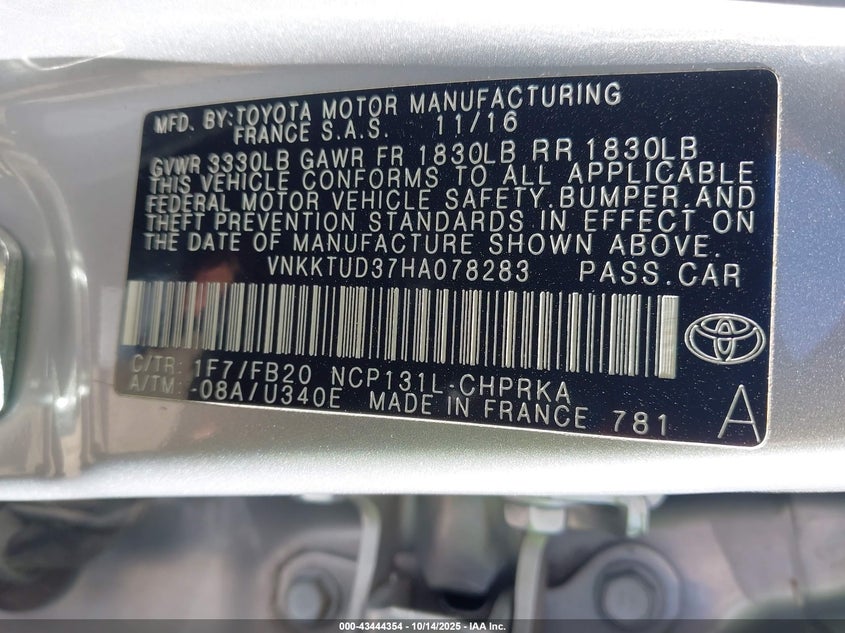 MFD. BY:TOYOTA MOTOR MANUFACTURING
FRANCE S.A.S. 11/16
GVWR 3330LB GAWR FR 1830LB RR 1830LB
THIS VEHICLE CONFORMS TO ALL APPLICABLE
FEDERAL MOTOR VEHICLE SAFETY,BUMPER,AND
THEFT PREVENTION STANDARDS IN EFFECT ON
THE DATE OF MANUFACTURE SHOWN ABOVE.
VNKKTUD37HA078283 PASS.CAR
C/TR: 1F7/FB20 NCP131L-CHPRKA
A/TM: -08A/U340E MADE IN FRANCE 781 A
000-43444354 | 10/14/2025 - IAA Inc.